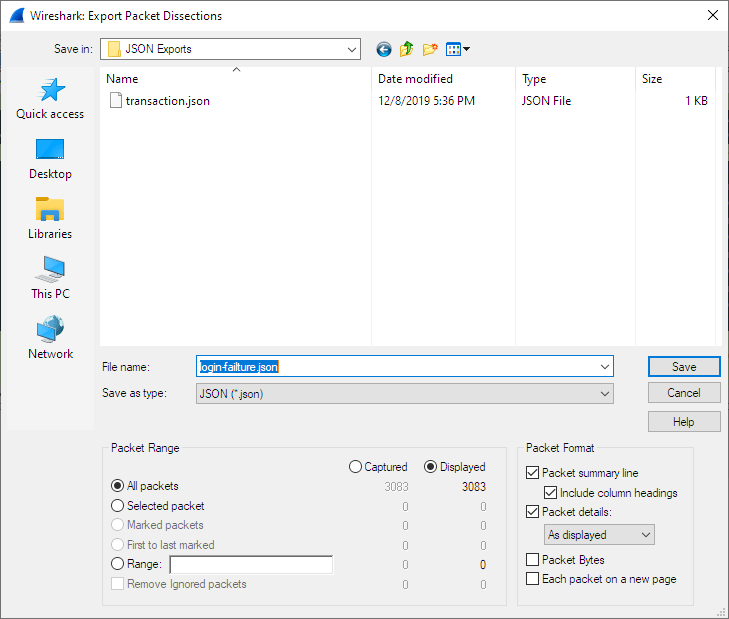 Wireshark: Export Packet Dissections
Save in: JSON Exports
Name Date modified Type Size
transaction.json 12/8/2019 5:36 PM JSON File 1 KB
Quick access
Desktop
Libraries
This PC
Network
File name: login-failture.json Save
Save as type: JSON (*.json) Cancel
Help
Packet Range
Captured Displayed
All packets 3083 3083
Selected packet 0 0
Marked packets 0 0
First to last marked 0 0
Range: 0 0
Remove Ignored packets 0 0
Packet Format
Packet summary line
Include column headings
Packet details:
As displayed
Packet Bytes
Each packet on a new page